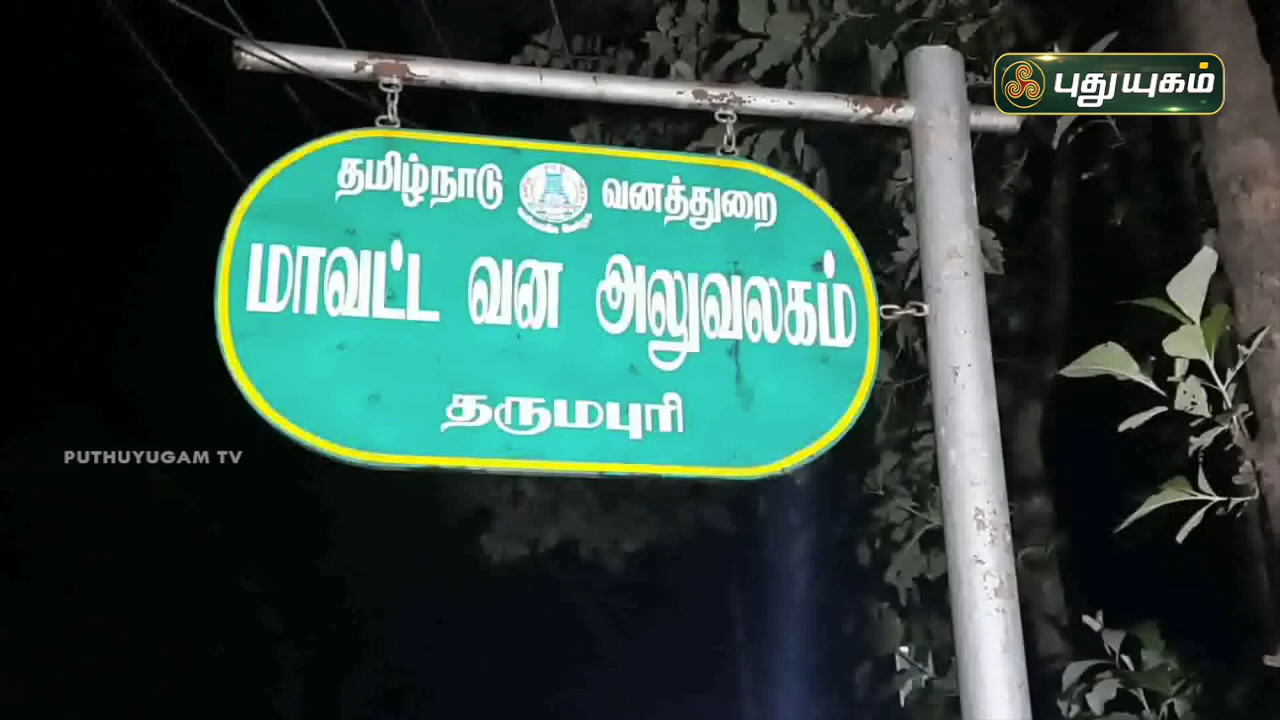 புதுயுகம்
தமிழ்நாடு வனத்துறை
மாவட்ட வன அலுவலகம்
தருமபுரி
PUTHUYUGAM TV